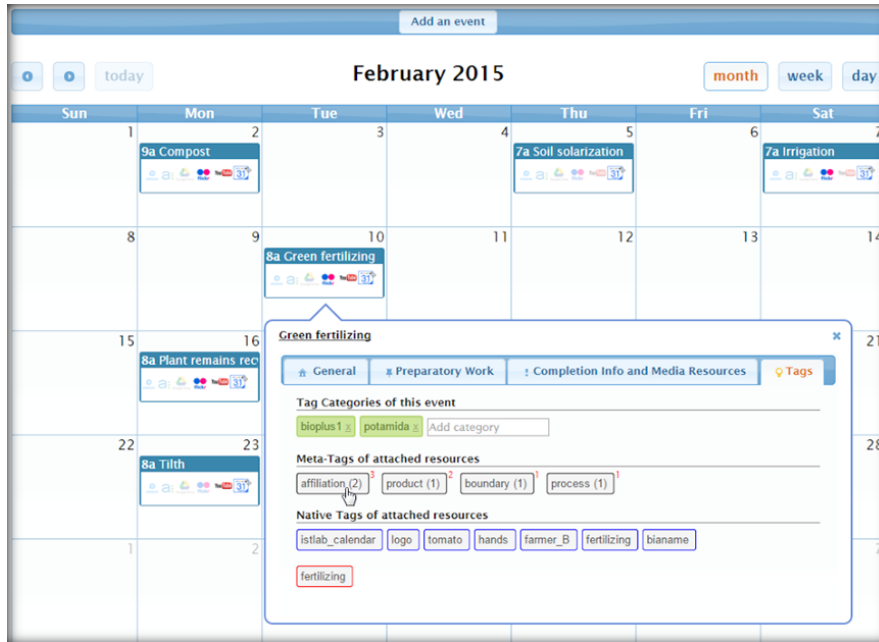 Add an event
today
February 2015
month week day
Sun Mon Tue Wed Thu Fri Sat
1 2 3 4 5 6 7
9a Compost
7a Soil solarization
7a Irrigation
8 9 10 11 12 13 14
8a Green fertilizing
15 16 21
8a Plant remains rec
22 23 28
8a Tilth
1 2 7
Green fertilizing
General Preparatory Work Completion Info and Media Resources Tags
Tag Categories of this event
bioplus1 x potamida x Add category
Meta-Tags of attached resources
affiliation (2) 3 product (1) 2 boundary (1) 1 process (1) 1
Native Tags of attached resources
istlab_calendar logo tomato hands farmer_B fertilizing bianame
fertilizing